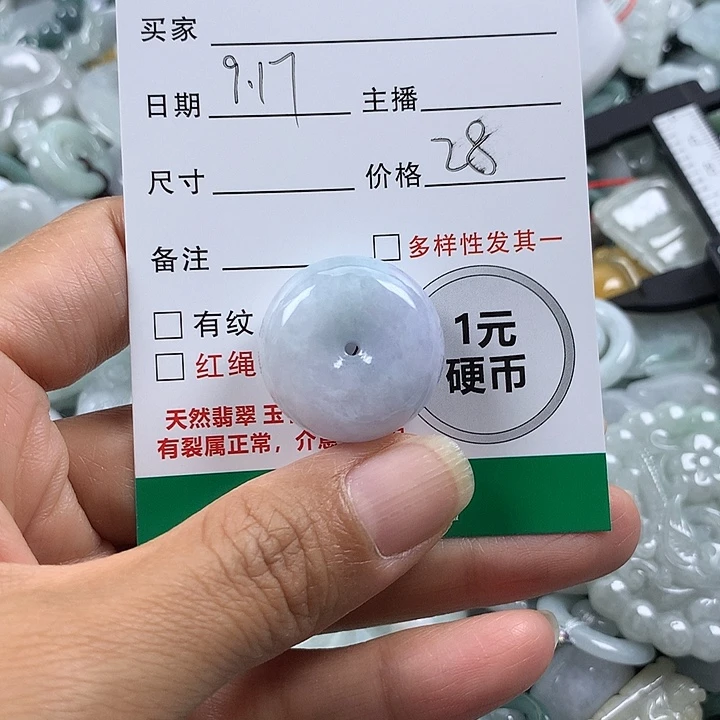 买家
日期 9.17 主播
尺寸 价格 28
备注 □ 多样性发其一
□ 有纹
□ 红绳
1元
硬币
天然翡翠玉
有裂属正常，介